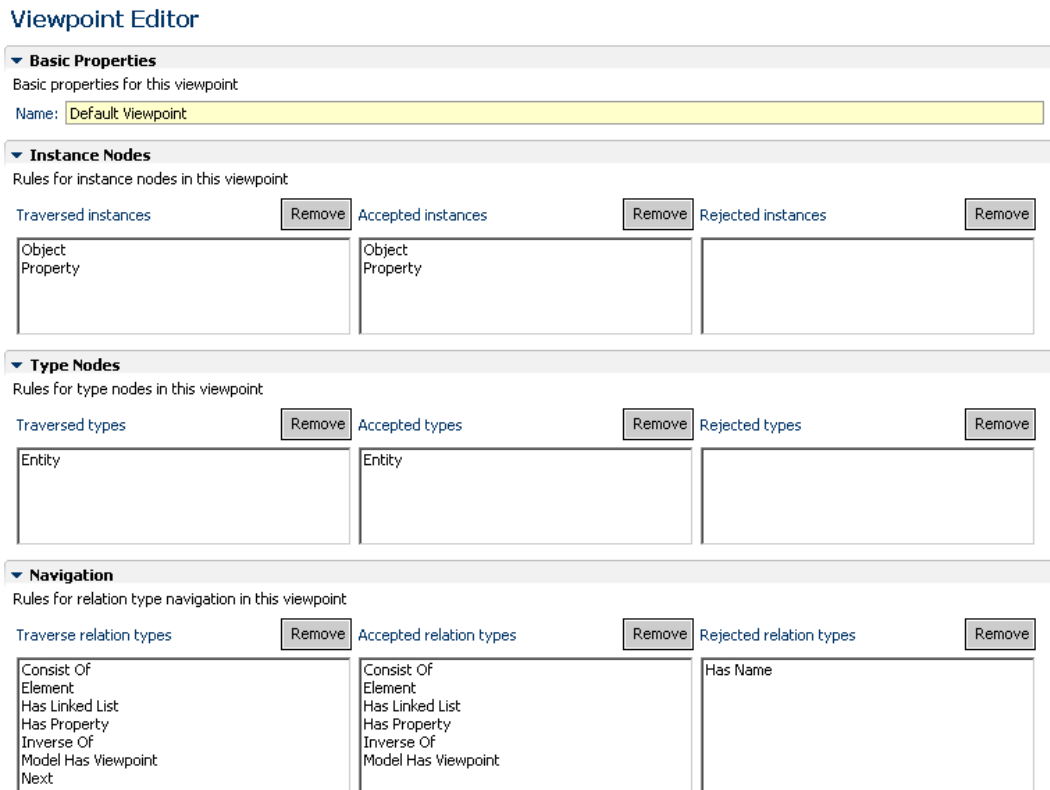 Viewpoint Editor
Basic Properties
Basic properties for this viewpoint
Name: Default Viewpoint
Instance Nodes
Rules for instance nodes in this viewpoint
Traversed instances Remove Accepted instances Remove Rejected instances Remove
Object Object
Property Property
Type Nodes
Rules for type nodes in this viewpoint
Traversed types Remove Accepted types Remove Rejected types Remove
Entity Entity
Navigation
Rules for relation type navigation in this viewpoint
Traverse relation types Remove Accepted relation types Remove Rejected relation types Remove
Consist Of Consist Of Has Name
Element Element
Has Linked List Has Linked List
Has Property Has Property
Inverse Of Inverse Of
Model Has Viewpoint Model Has Viewpoint
Next